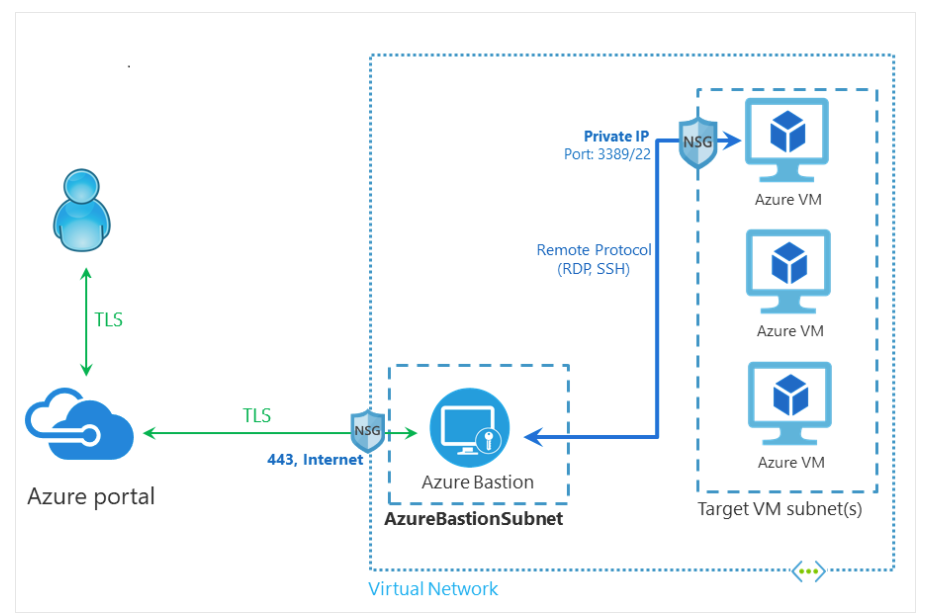 Private IP
Port: 3389/22
NSG
Azure VM
Remote Protocol
(RDP, SSH)
Azure VM
TLS
TLS
NSG
443, Internet
Azure VM
Azure Bastion
Azure portal
AzureBastionSubnet
Target VM subnet(s)
Virtual Network